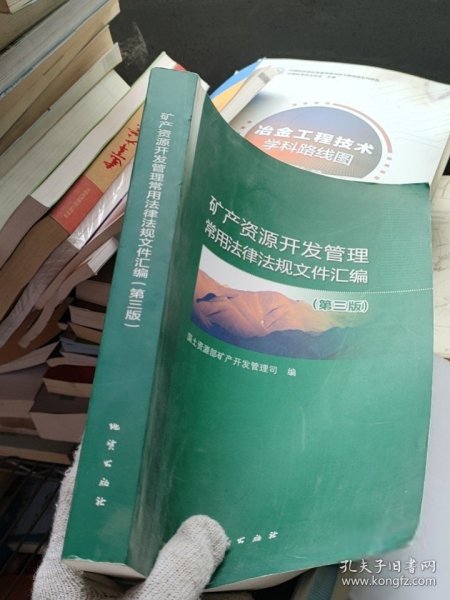 矿产资源开发管理常用法律法规文件汇编（第三版）
地质出版社
矿产资源开发管理
常用法律法规文件汇编
（第三版）
国土资源部矿产开发管理司 编
冶金工程技术
学科路线图
孔夫子旧书网
www.kongfz.com